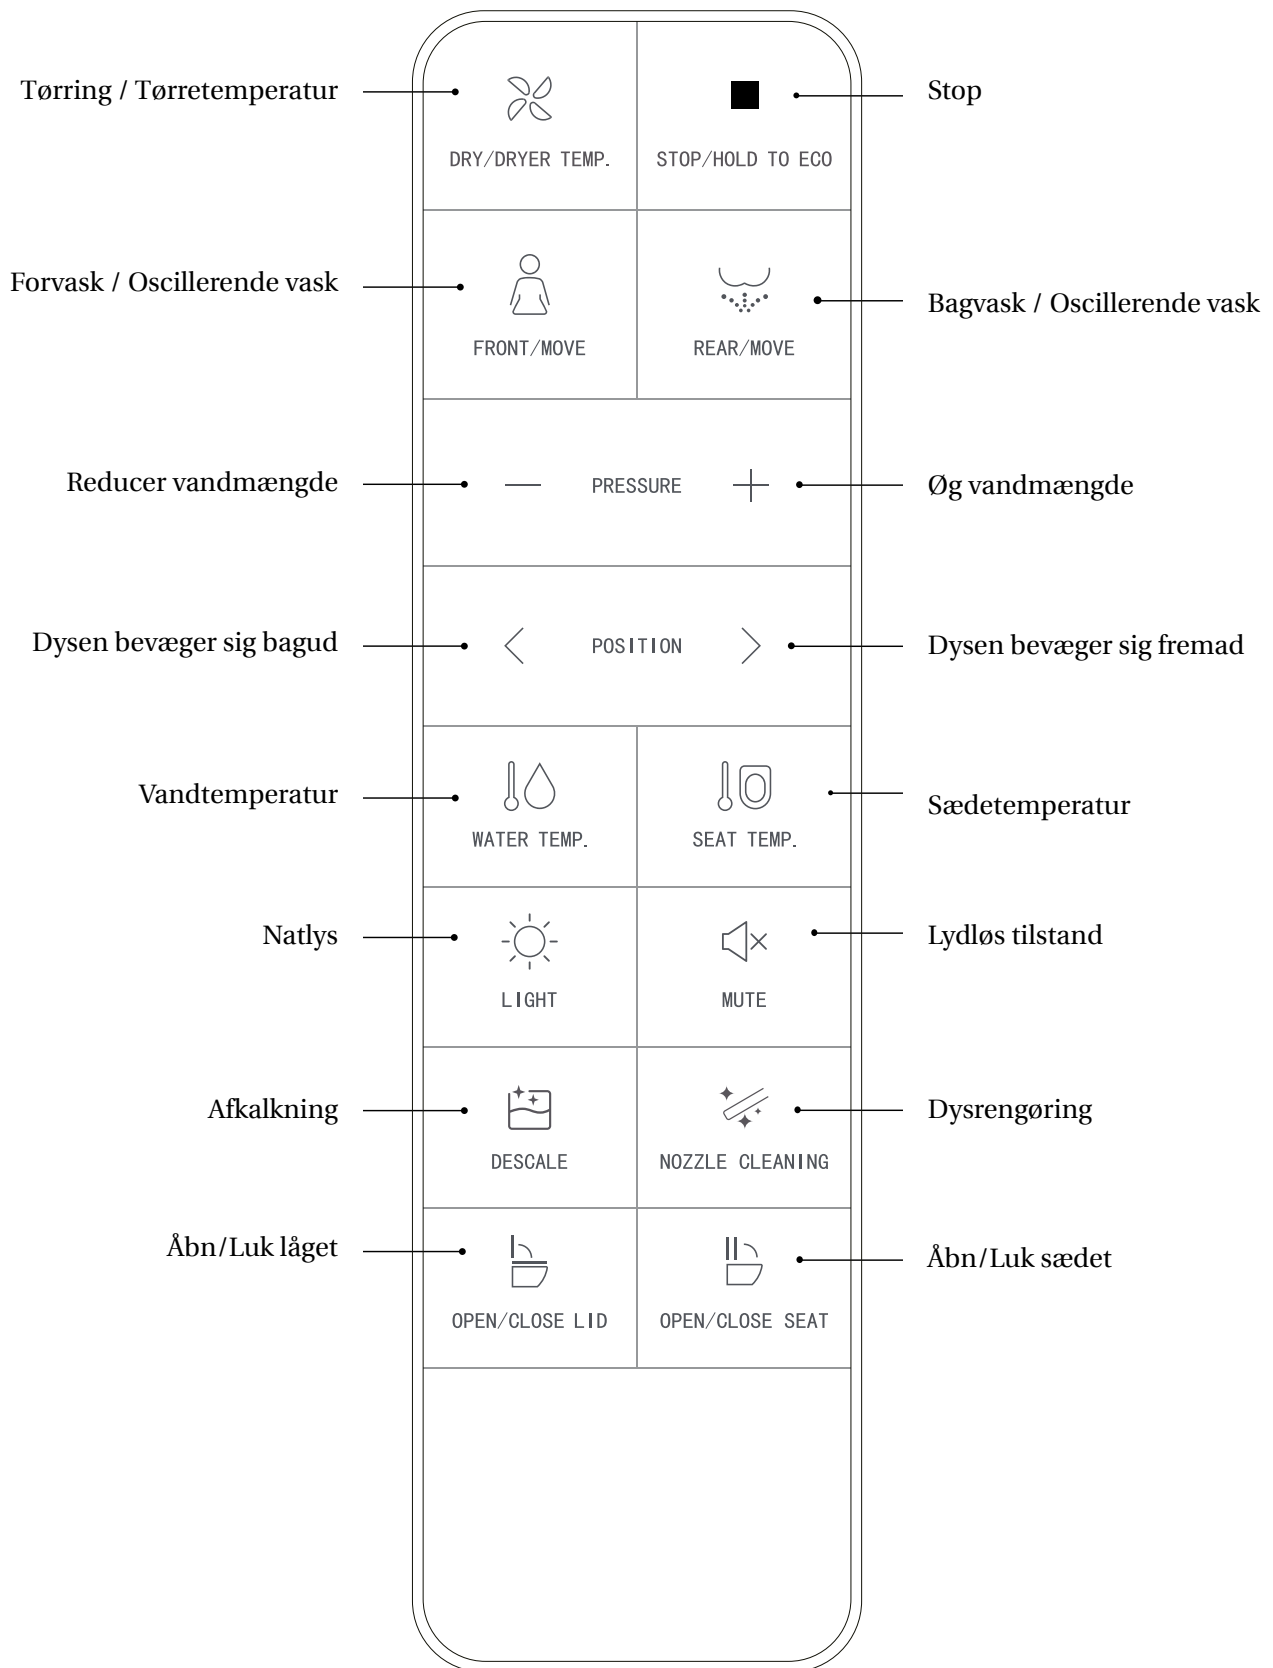 Tørring / Tørretemperatur
Stop
DRY/DRYER TEMP.
STOP/HOLD TO ECO
Forvask / Oscillerende vask
Bagvask / Oscillerende vask
FRONT/MOVE
REAR/MOVE
Reducer vandmængde
PRESSURE
Øg vandmængde
Dysen bevæger sig bagud
POSITION
Dysen bevæger sig fremad
Vandtemperatur
Sædetemperatur
WATER TEMP.
SEAT TEMP.
Natlys
Lydløs tilstand
LIGHT
MUTE
Afkalkning
Dysrengøring
DESCALE
NOZZLE CLEANING
Åbn/Luk låget
Åbn/Luk sædet
OPEN/CLOSE LID
OPEN/CLOSE SEAT